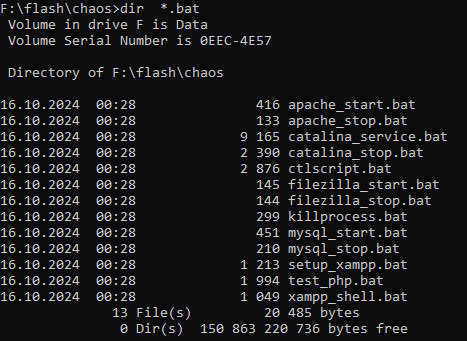 F:\flash\chaos>dir  *.bat
 Volume in drive F is Data
 Volume Serial Number is 0EEC-4E57

 Directory of F:\flash\chaos

16.10.2024  00:28               416 apache_start.bat
16.10.2024  00:28               133 apache_stop.bat
16.10.2024  00:28             9 165 catalina_service.bat
16.10.2024  00:28             2 390 catalina_stop.bat
16.10.2024  00:28             2 876 ctlscript.bat
16.10.2024  00:28               145 filezilla_start.bat
16.10.2024  00:28               144 filezilla_stop.bat
16.10.2024  00:28               299 killprocess.bat
16.10.2024  00:28               451 mysql_start.bat
16.10.2024  00:28               210 mysql_stop.bat
16.10.2024  00:28             1 213 setup_xampp.bat
16.10.2024  00:28             1 994 test_php.bat
16.10.2024  00:28             1 049 xampp_shell.bat
              13 File(s)         20 485 bytes
               0 Dir(s)  150 863 220 736 bytes free